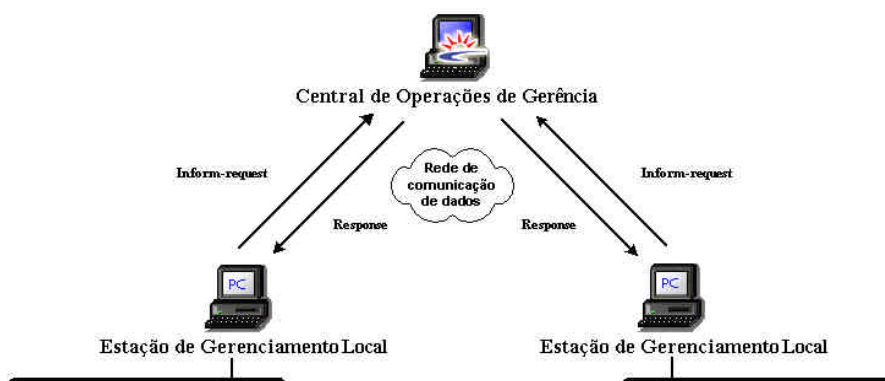 Central de Operações de Gerência
Inform-request
Rede de
comunicação
de dados
Inform-request
Response
Response
PC
PC
Estação de Gerenciamento Local
Estação de Gerenciamento Local